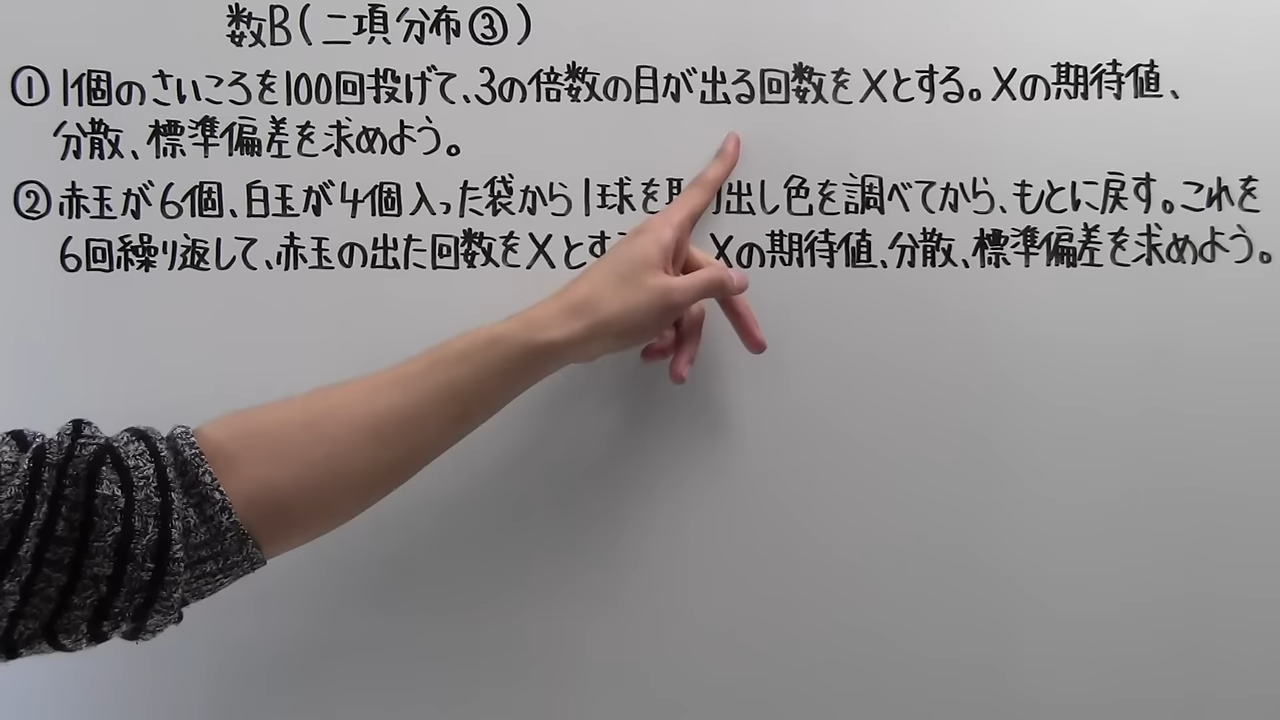 数B(二項分布③)
① 1個のさいころを100回投げて、3の倍数の目が出る回数をXとする。Xの期待値、
分散、標準偏差を求めよう。
② 赤玉が6個、白玉が4個入った袋から1球を 出し色を調べてから、もとに戻す。これを
6回繰り返して、赤玉の出た回数をXとす Xの期待値、分散、標準偏差を求めよう。